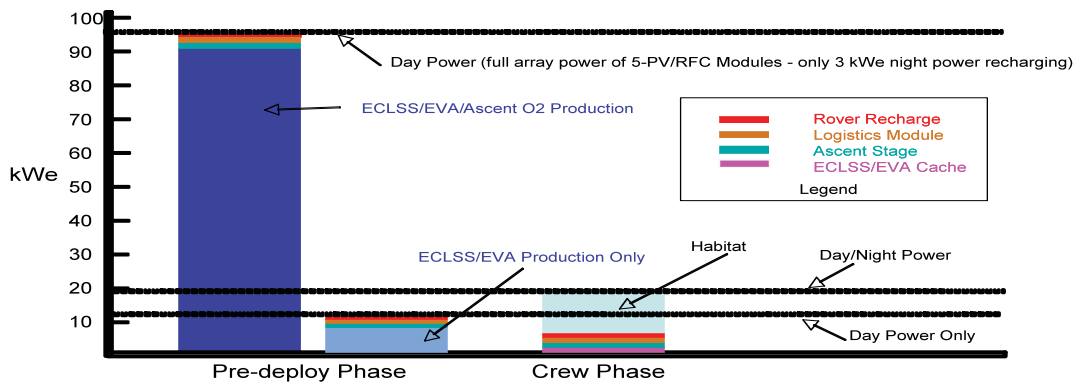 100
90
80
70
60
50
40
30
20
10
kWe
Day Power (full array power of 5-PV/RFC Modules - only 3 kWe night power recharging)
ECLSS/EVA/Ascent O2 Production
Rover Recharge
Logistics Module
Ascent Stage
ECLSS/EVA Cache
Legend
ECLSS/EVA Production Only
Habitat
Day/Night Power
Day Power Only
Pre-deploy Phase
Crew Phase